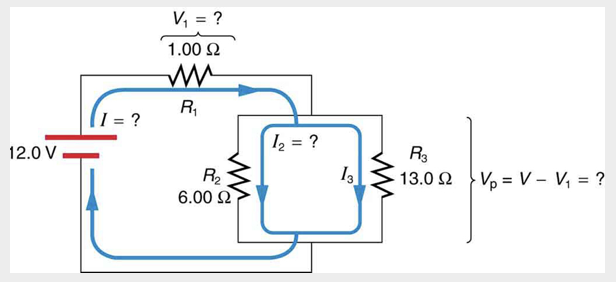 V₁ = ?
1.00 Ω
R₁
I = ?
12.0 V
I₂ = ?
R₂
6.00 Ω
I₃
R₃
13.0 Ω
Vₚ = V – V₁ = ?